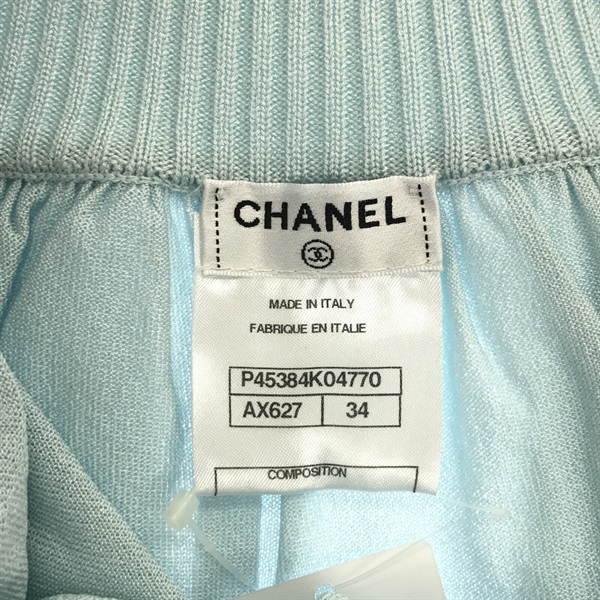 CHANEL
MADE IN ITALY
FABRIQUE EN ITALIE
P45384K04770
AX627 34
COMPOSITION